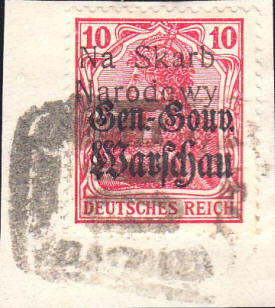 10 10
Na Skarb
Narodowy
Gen.-Gouv.
Warschau
DEUTSCHES REICH